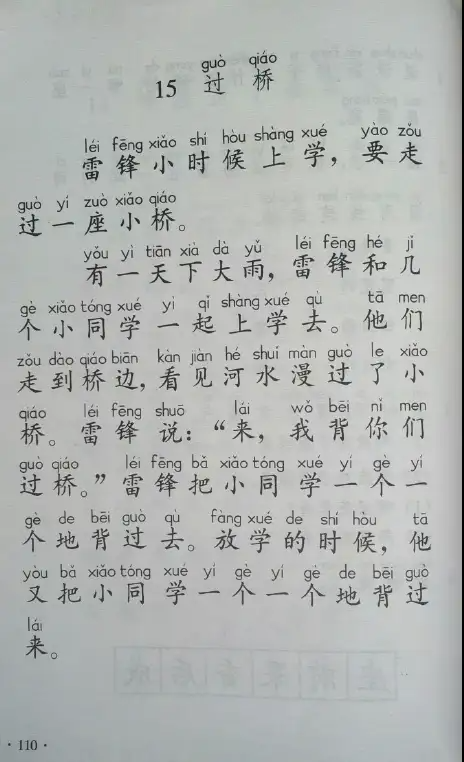 guò qiáo
15 过 桥
léi fēng xiǎo shí hòu shàng xué yào zǒu
雷锋小时候上学，要走
guò yí zuò xiǎo qiáo
过一座小桥。
yǒu yì tiān xià dà yǔ léi fēng hé jǐ
有一天下大雨，雷锋和几
gè xiǎo tóng xué yì qǐ shàng xué qù tā men
个小同学一起上学去。他们
zǒu dào qiáo biān kàn jiàn hé shuǐ màn guò le xiǎo
走到桥边，看见河水漫过了小
qiáo léi fēng shuō lái wǒ bēi nǐ men
桥。雷锋说：“来，我背你们
guò qiáo léi fēng bǎ xiǎo tóng xué yí gè yí
过桥。”雷锋把小同学一个一
gè de bēi guò qù fàng xué de shí hòu tā
个地背过去。放学的时候，他
yòu bǎ xiǎo tóng xué yí gè yí gè de bēi guò
又把小同学一个一个地背过
lái
来。
· 110 ·